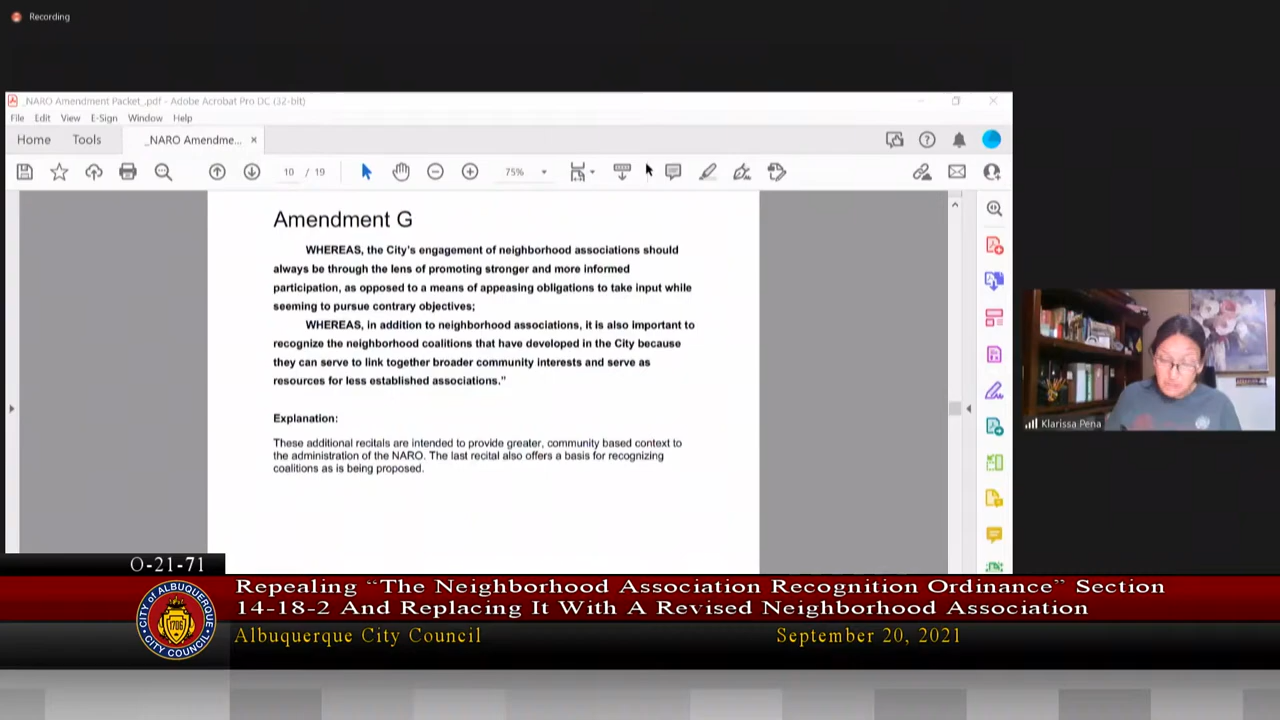 Recording
_NARO Amendment Packet_.pdf - Adobe Acrobat Pro DC (32-bit)
File Edit View E-Sign Window Help
Home Tools _NARO Amendme... ×
10 / 19 75%
Amendment G
WHEREAS, the City's engagement of neighborhood associations should
always be through the lens of promoting stronger and more informed
participation, as opposed to a means of appeasing obligations to take input while
seeming to pursue contrary objectives;
WHEREAS, in addition to neighborhood associations, it is also important to
recognize the neighborhood coalitions that have developed in the City because
they can serve to link together broader community interests and serve as
resources for less established associations."
Explanation:
These additional recitals are intended to provide greater, community based context to
the administration of the NARO. The last recital also offers a basis for recognizing
coalitions as is being proposed.
Klarissa Pena
O-21-71
Repealing “The Neighborhood Association Recognition Ordinance” Section
14-18-2 And Replacing It With A Revised Neighborhood Association
Albuquerque City Council September 20, 2021
CITY OF ALBUQUERQUE
1706
CITY COUNCIL